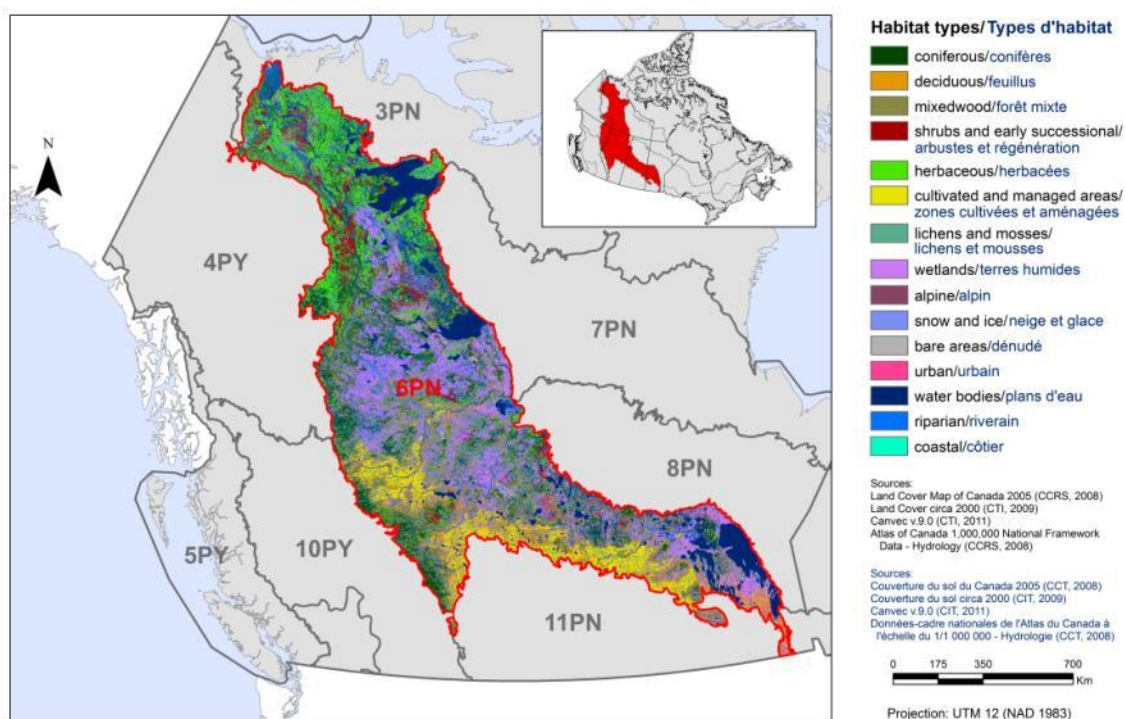 N
3PN
4PY
7PN
6PN
8PN
5PY
10PY
11PN
Habitat types/Types d'habitat
coniferous/conifères
deciduous/feuillus
mixedwood/forêt mixte
shrubs and early successional/
arbustes et régénération
herbaceous/herbacées
cultivated and managed areas/
zones cultivées et aménagées
lichens and mosses/
lichens et mousses
wetlands/terres humides
alpine/alpin
snow and ice/neige et glace
bare areas/dénudé
urban/urbain
water bodies/plans d'eau
riparian/riverain
coastal/côtier
Sources:
Land Cover Map of Canada 2005 (CCRS, 2008)
Land Cover circa 2000 (CTI, 2009)
Canvec v.9.0 (CTI, 2011)
Atlas of Canada 1,000,000 National Framework
Data - Hydrology (CCRS, 2008)
Sources:
Couverture du sol du Canada 2005 (CCT, 2008)
Couverture du sol circa 2000 (CIT, 2009)
Canvec v.9.0 (CIT, 2011)
Données-cadre nationales de l'Atlas du Canada à
l'échelle du 1/1 000 000 - Hydrologie (CCT, 2008)
0 175 350 700
Km
Projection: UTM 12 (NAD 1983)